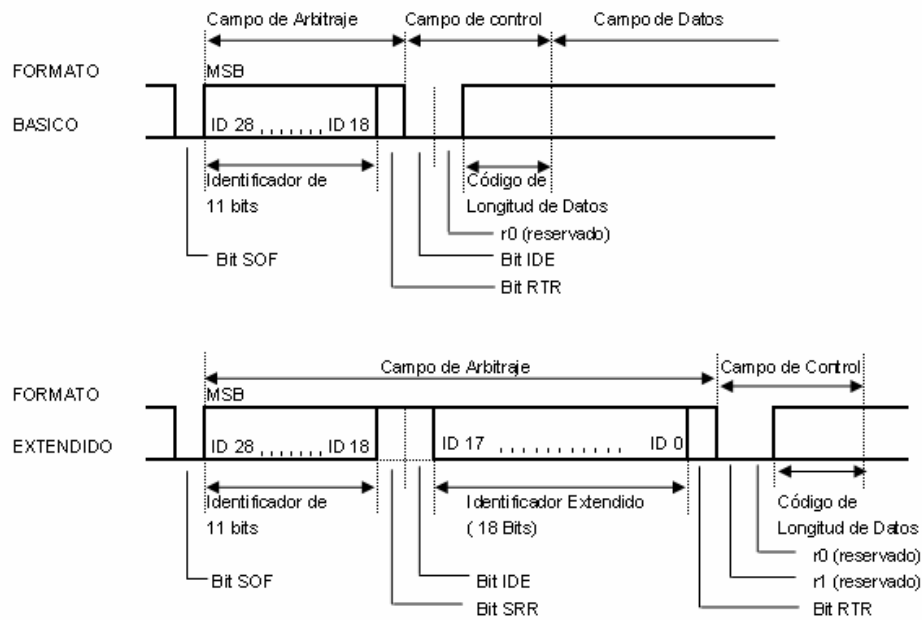 Campo de Arbitraje Campo de control Campo de Datos
FORMATO MSB
BASICO ID 28 . . . . . . . ID 18
Identificador de
11 bits
Código de
Longitud de Datos
r0 (reservado)
Bit SOF Bit IDE
Bit RTR
Campo de Arbitraje Campo de Control
FORMATO MSB
EXTENDIDO ID 28 . . . . . . . ID 18 ID 17 . . . . . . . . . . . ID 0
Identificador de
11 bits
Identificador Extendido
( 18 Bits)
Código de
Longitud de Datos
r0 (reservado)
Bit SOF Bit IDE r1 (reservado)
Bit SRR Bit RTR